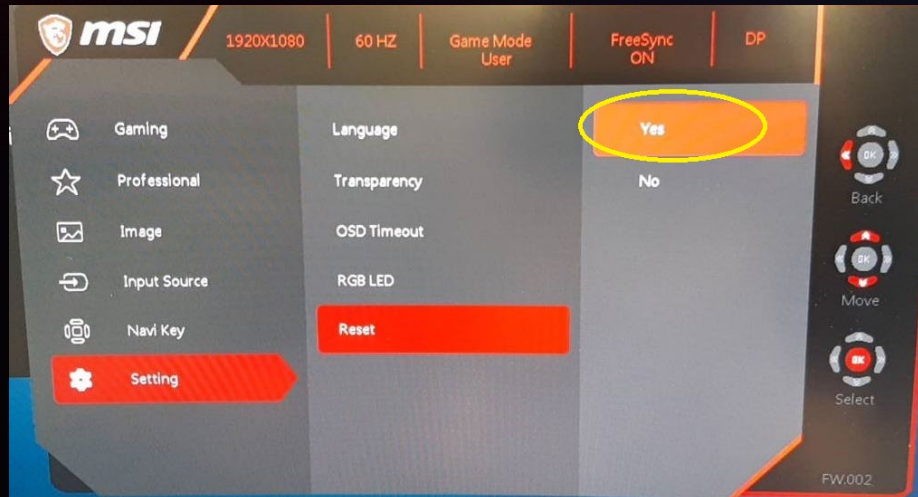 msi
1920X1080
60 HZ
Game Mode
User
FreeSync
ON
DP
Gaming
Professional
Image
Input Source
Navi Key
Setting
Language
Transparency
OSD Timeout
RGB LED
Reset
Yes
No
OK
Back
OK
Move
OK
Select
FW.002